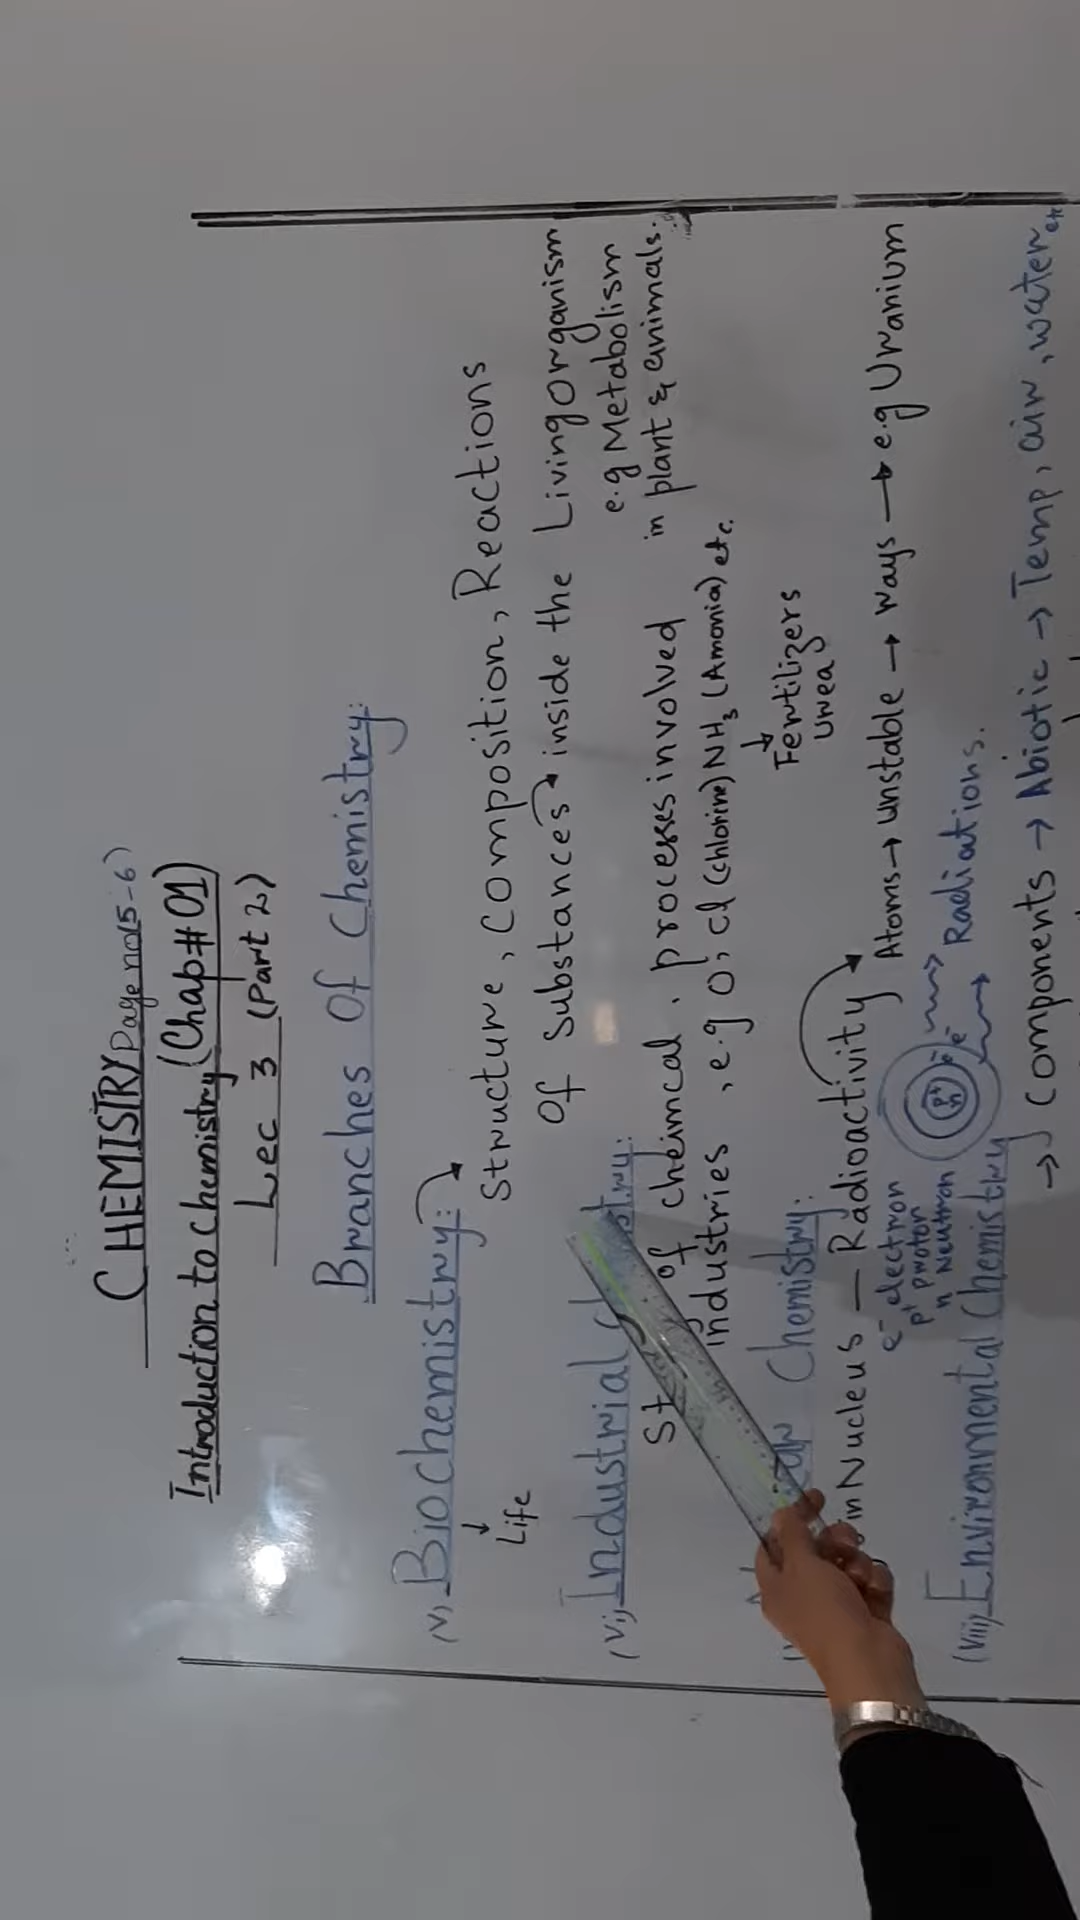 CHEMISTRY Page no(5-6)
Introduction to Chemistry (Chap # 01)
Lec 3 (Part 2)
Branches Of Chemistry:
(v) Biochemistry:
Life
Structure, Composition, Reactions
Of Substances inside the Living organism
e.g Metabolism
in plant & animals.
(vi) Industrial
of cheimcal, processes involved
industries, e.g O, Cl (chlorine) NH3 (Amonia) etc.
Fertilizers
urea
Chemistry:
in Nucleus — Radioactivity
Atoms → unstable → ways → e.g Uranium
e- electron
p+ proton
n Neutron
p+
n
e-
e-
Radiations.
(viii) Environmental Chemistry
→ Components → Abiotic → Temp, air, water, etc